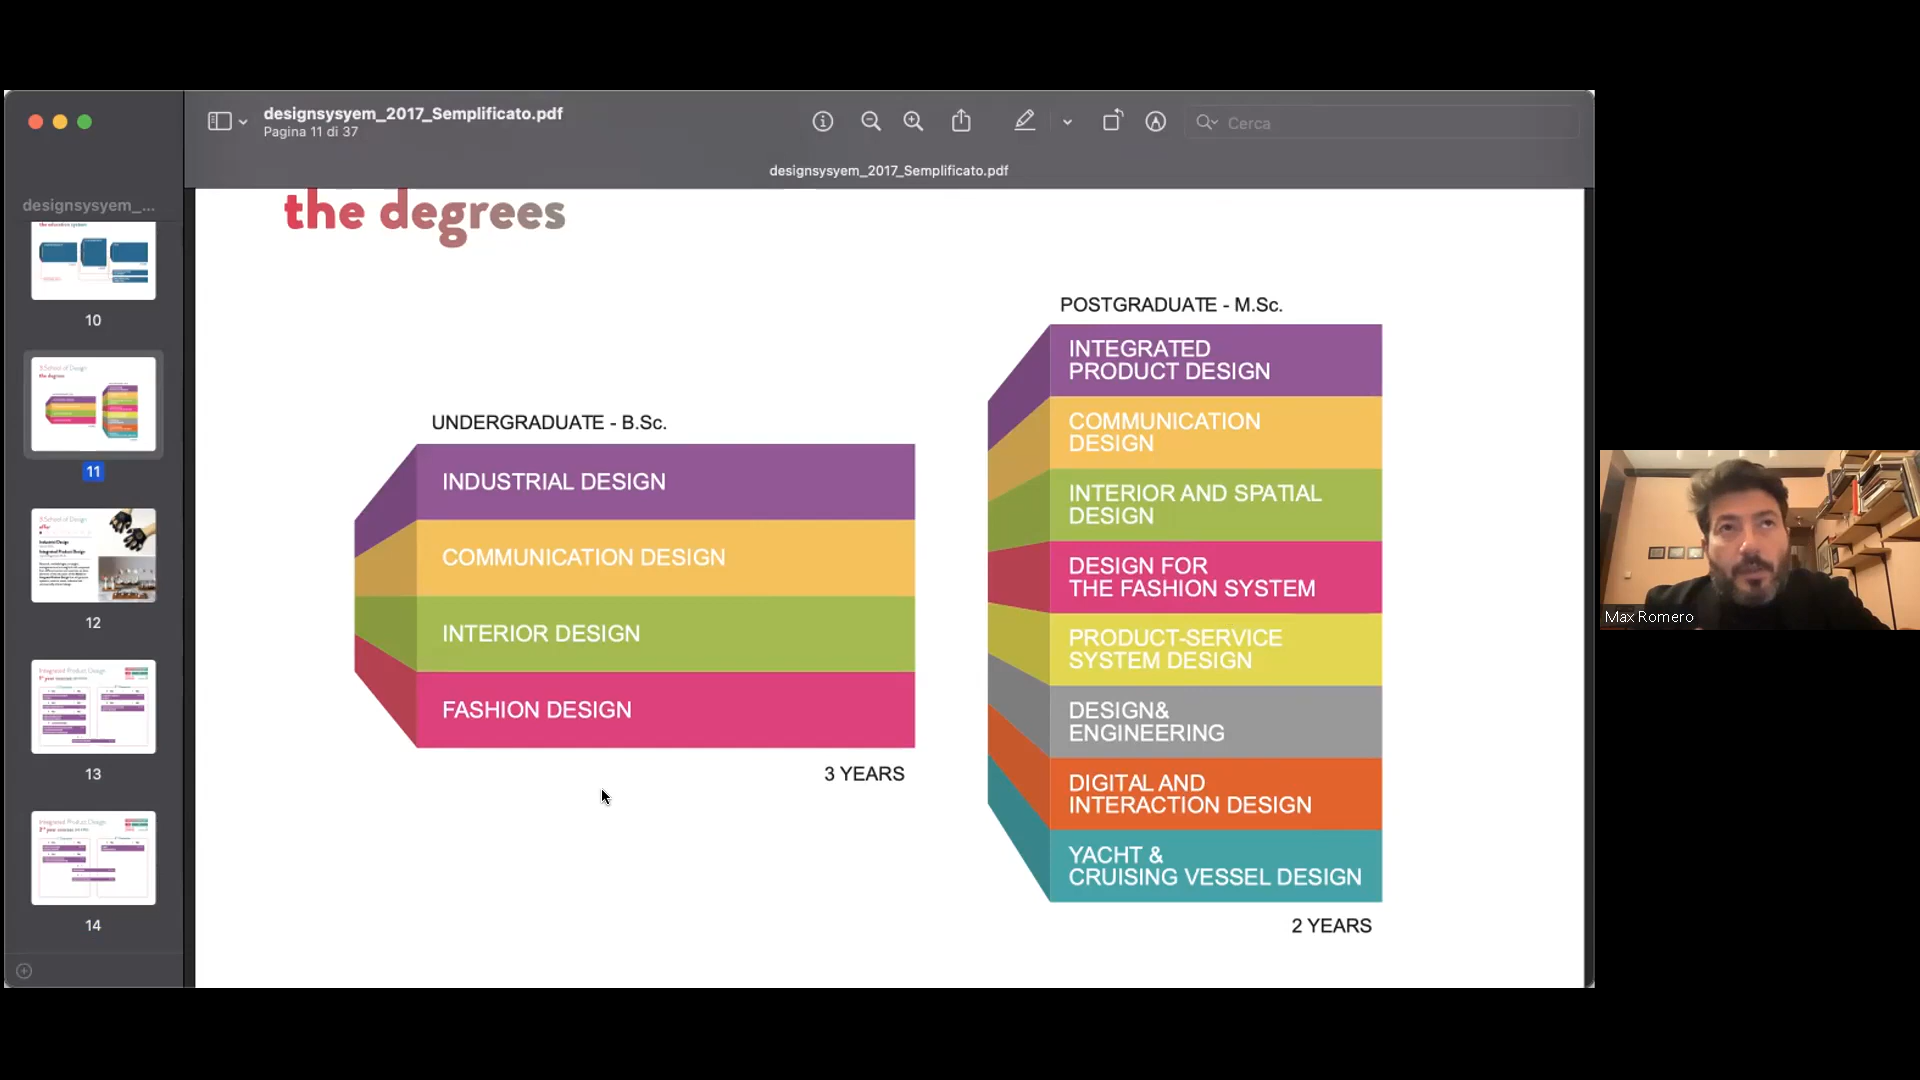 designsysyem_2017_Semplificato.pdf
Pagina 11 di 37
Cerca
designsysyem_2017_Semplificato.pdf
designsysyem_...
10
11
12
13
14
the degrees
UNDERGRADUATE - B.Sc.
INDUSTRIAL DESIGN
COMMUNICATION DESIGN
INTERIOR DESIGN
FASHION DESIGN
3 YEARS
POSTGRADUATE - M.Sc.
INTEGRATED
PRODUCT DESIGN
COMMUNICATION
DESIGN
INTERIOR AND SPATIAL
DESIGN
DESIGN FOR
THE FASHION SYSTEM
PRODUCT-SERVICE
SYSTEM DESIGN
DESIGN&
ENGINEERING
DIGITAL AND
INTERACTION DESIGN
YACHT &
CRUISING VESSEL DESIGN
2 YEARS
Max Romero